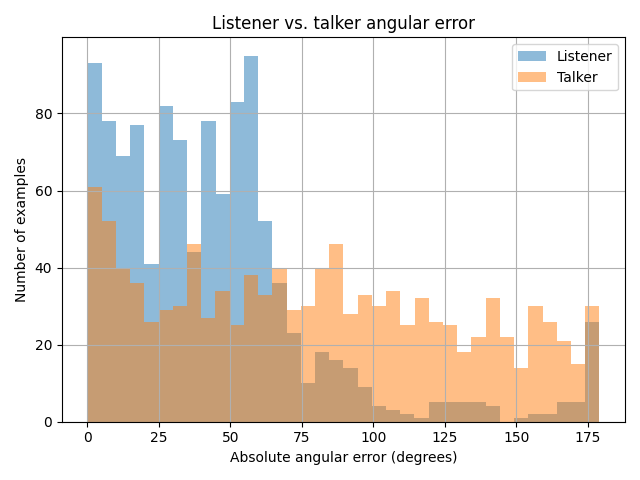 Listener vs. talker angular error
Listener
Talker
Number of examples
80
60
40
20
0
0 25 50 75 100 125 150 175
Absolute angular error (degrees)